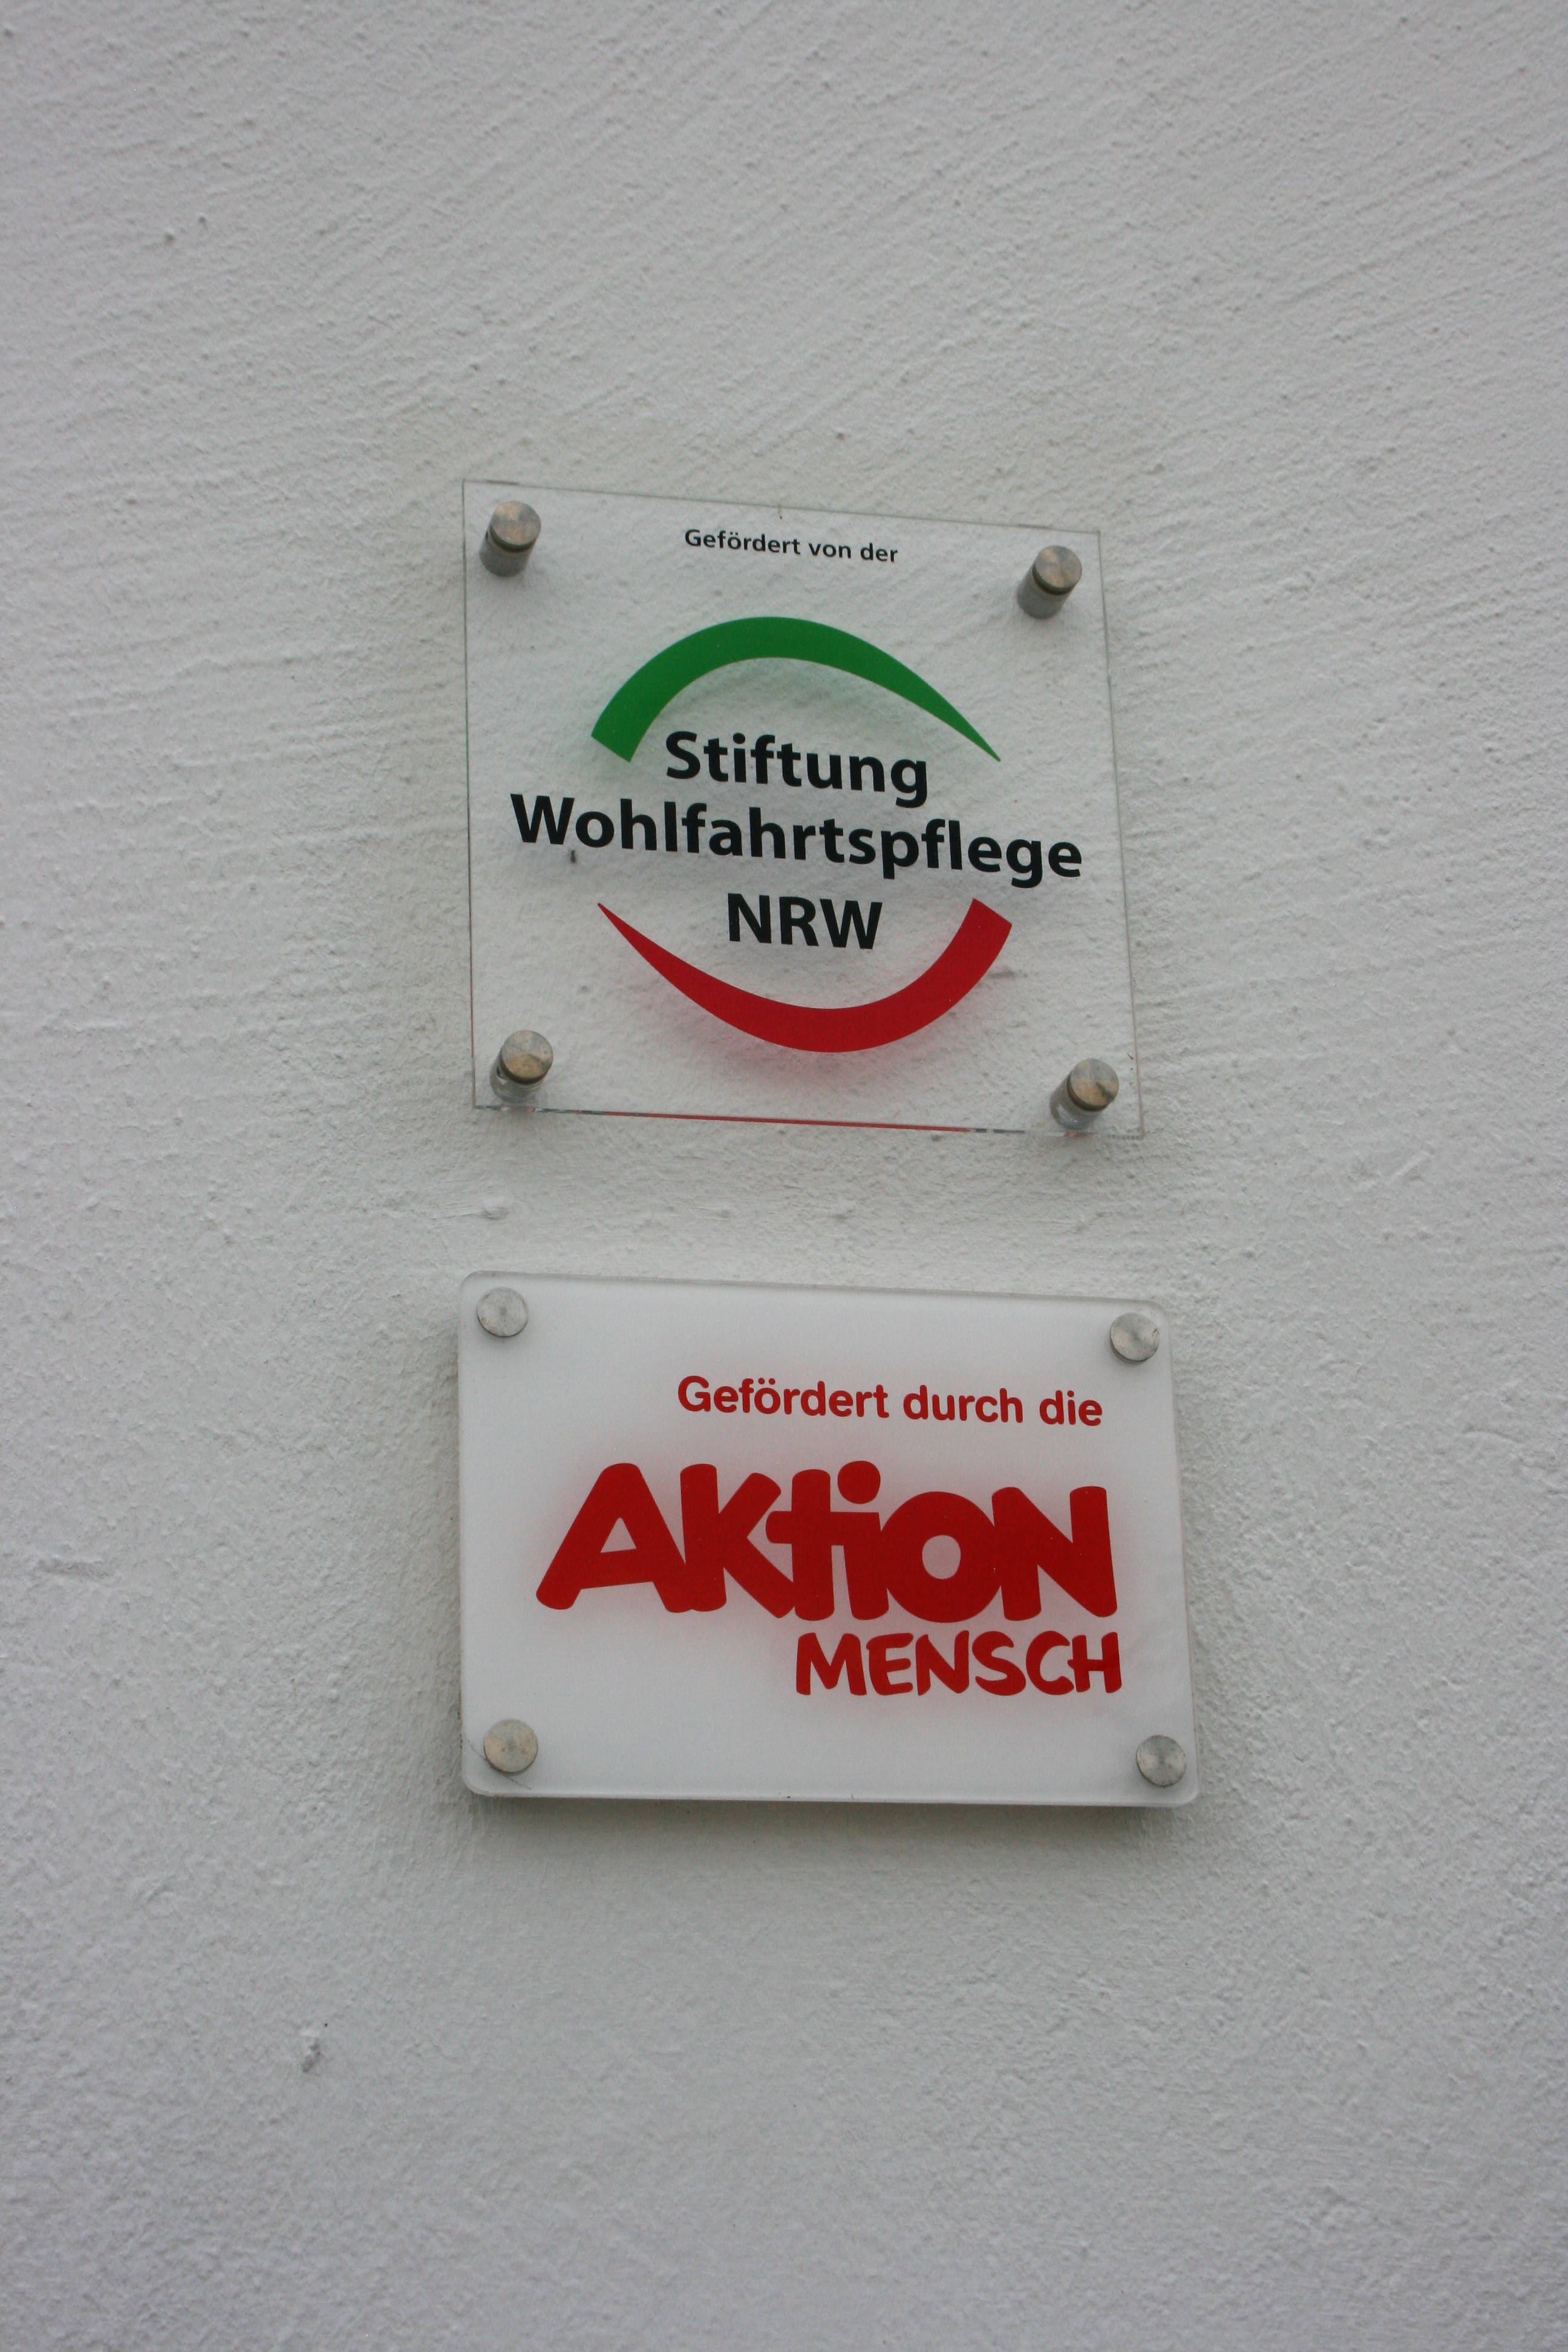 Gefördert von der
Stiftung
Wohlfahrtspflege
NRW
Gefördert durch die
AKtiON
MENSCH